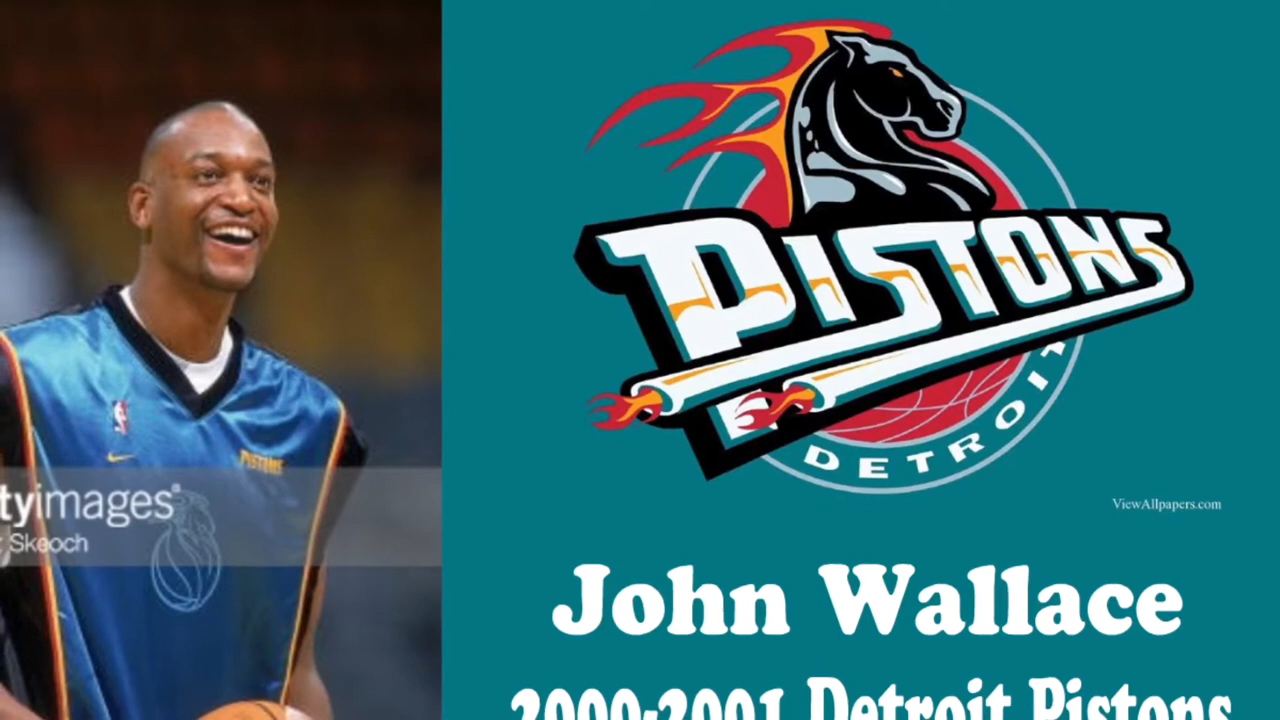 PISTONS
DETROIT
PISTONS
tyimages
Skeoch
ViewAllpapers.com
John Wallace
2000-2001 Detroit Pistons